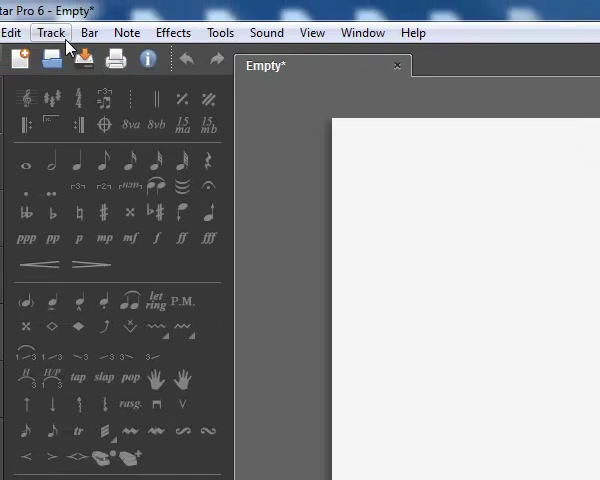 tar Pro 6 - Empty*
Edit Track Bar Note Effects Tools Sound View Window Help
Empty*
8va 8vb 15 ma 15 mb
ppp pp p mp mf f ff fff
let ring P.M.
H H/P tap slap pop
rasg.
tr